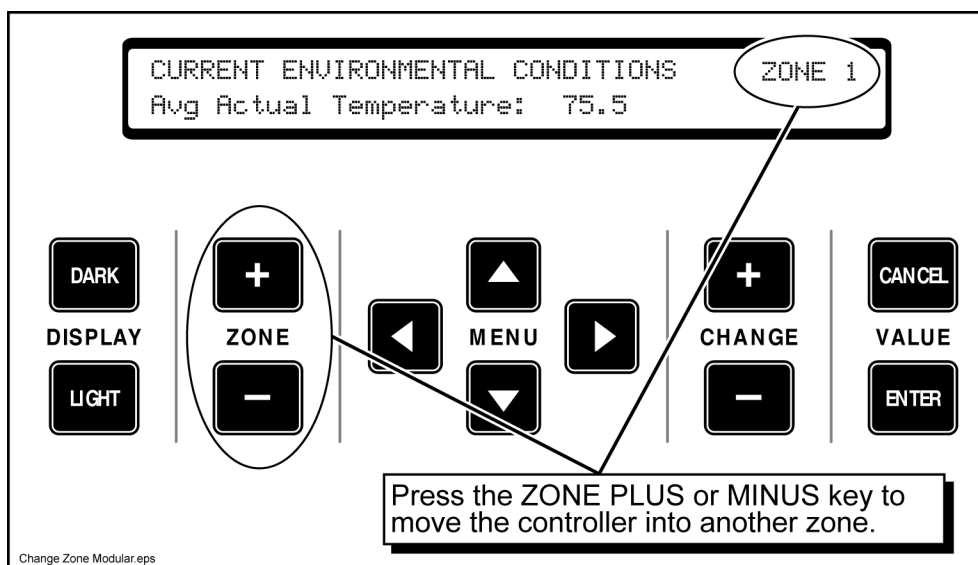 CURRENT ENVIRONMENTAL CONDITIONS ZONE 1
Avg Actual Temperature: 75.5
DARK
DISPLAY
LIGHT
+
ZONE
−
MENU
+
CHANGE
−
CANCEL
VALUE
ENTER
Press the ZONE PLUS or MINUS key to
move the controller into another zone.
Change Zone Modular.eps